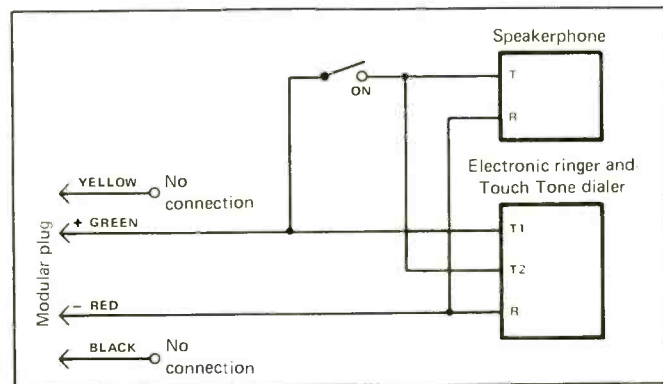 Speakerphone
T
ON
R
Electronic ringer and
Touch Tone dialer
YELLOW
No
connection
+ GREEN
T1
Modular plug
T2
– RED
R
BLACK
No
connection